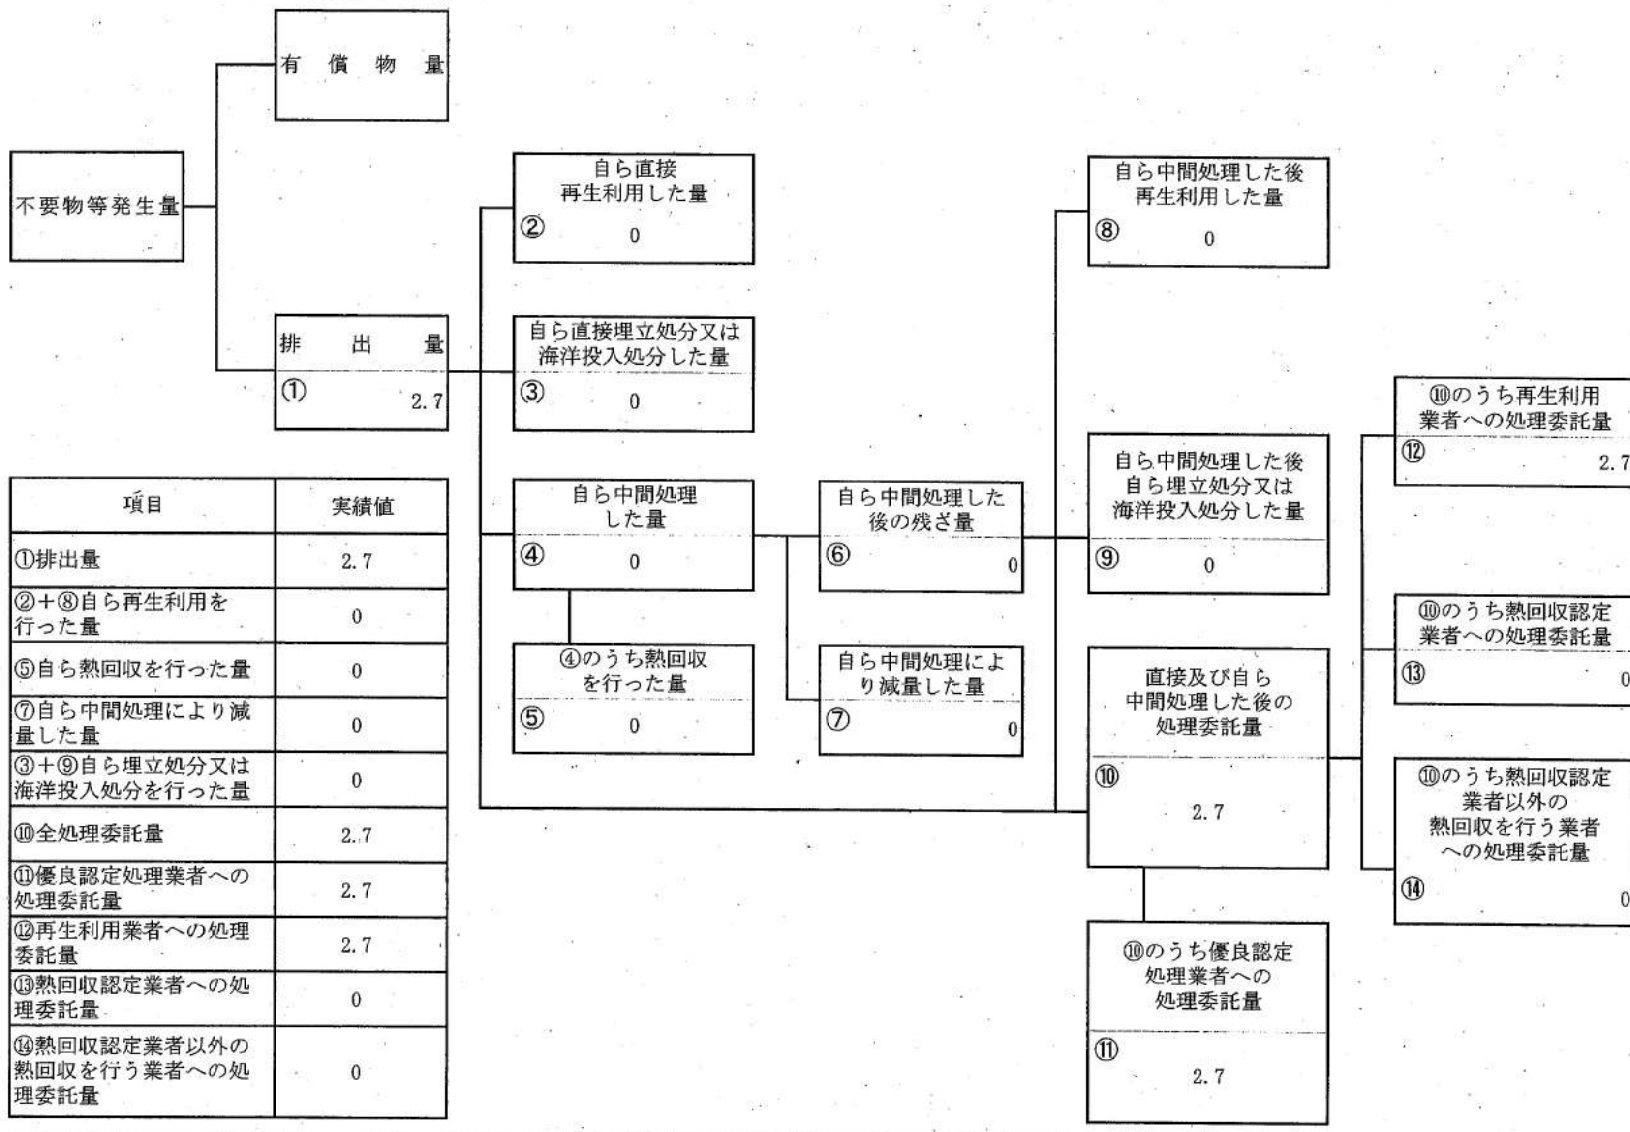 有償物量
不要物等発生量
排出量
① 2.7
自ら直接
再生利用した量
② 0
自ら直接埋立処分又は
海洋投入処分した量
③ 0
自ら中間処理
した量
④ 0
④のうち熱回収
を行った量
⑤ 0
自ら中間処理した
後の残さ量
⑥ 0
自ら中間処理によ
り減量した量
⑦ 0
自ら中間処理した後
再生利用した量
⑧ 0
自ら中間処理した後
自ら埋立処分又は
海洋投入処分した量
⑨ 0
直接及び自ら
中間処理した後の
処理委託量
⑩
2.7
⑩のうち優良認定
処理業者への
処理委託量
⑪
2.7
⑩のうち再生利用
業者への処理委託量
⑫ 2.7
⑩のうち熱回収認定
業者への処理委託量
⑬ 0
⑩のうち熱回収認定
業者以外の
熱回収を行う業者
への処理委託量
⑭ 0
項目 実績値
①排出量 2.7
②+⑧自ら再生利用を
行った量 0
⑤自ら熱回収を行った量 0
⑦自ら中間処理により減
量した量 0
③+⑨自ら埋立処分又は
海洋投入処分を行った量 0
⑩全処理委託量 2.7
⑪優良認定処理業者への
処理委託量 2.7
⑫再生利用業者への処理
委託量 2.7
⑬熱回収認定業者への処
理委託量 0
⑭熱回収認定業者以外の
熱回収を行う業者への処
理委託量 0